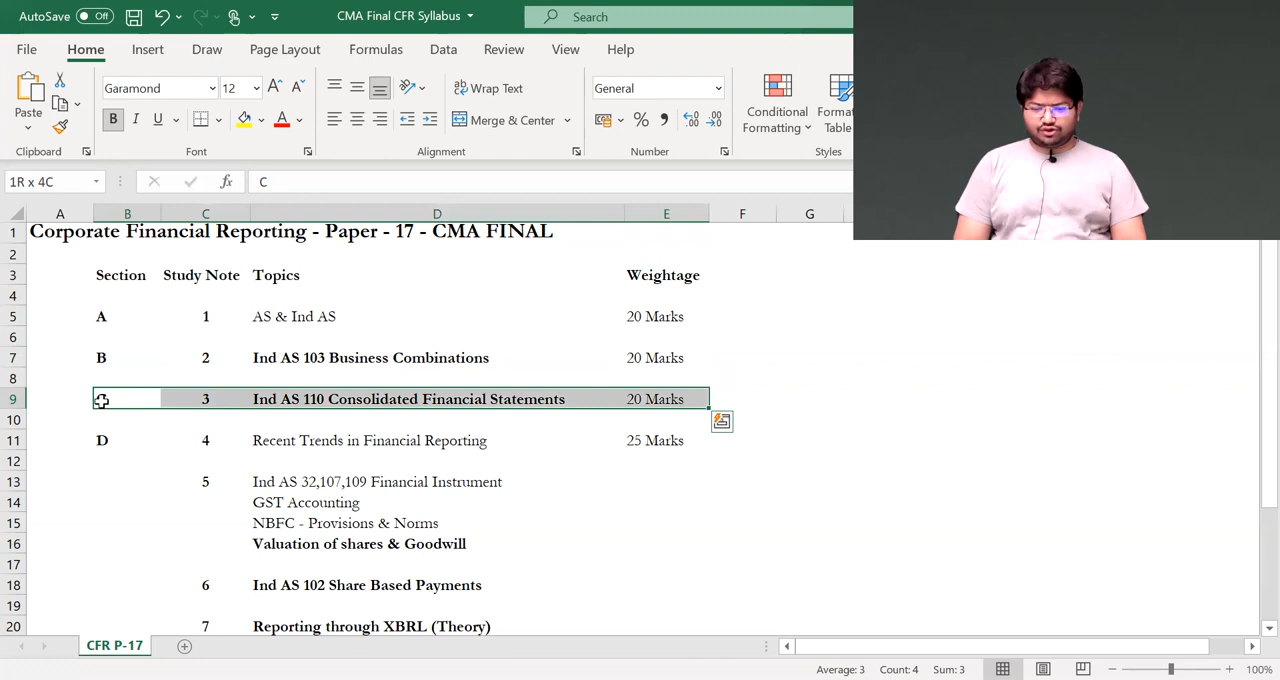 AutoSave Off CMA Final CFR Syllabus Search
File Home Insert Draw Page Layout Formulas Data Review View Help
Garamond 12 Wrap Text General
Paste B I U Merge & Center Conditional Formatting Format Table
Clipboard Font Alignment Number Styles
1R x 4C fx C
A B C D E F G
1 Corporate Financial Reporting - Paper - 17 - CMA FINAL
2
3 Section Study Note Topics Weightage
4
5 A 1 AS & Ind AS 20 Marks
6
7 B 2 Ind AS 103 Business Combinations 20 Marks
8
9 3 Ind AS 110 Consolidated Financial Statements 20 Marks
10
11 D 4 Recent Trends in Financial Reporting 25 Marks
12
13 5 Ind AS 32,107,109 Financial Instrument
14 GST Accounting
15 NBFC - Provisions & Norms
16 Valuation of shares & Goodwill
17
18 6 Ind AS 102 Share Based Payments
19
20 7 Reporting through XBRL (Theory)
CFR P-17
Average: 3 Count: 4 Sum: 3 100%